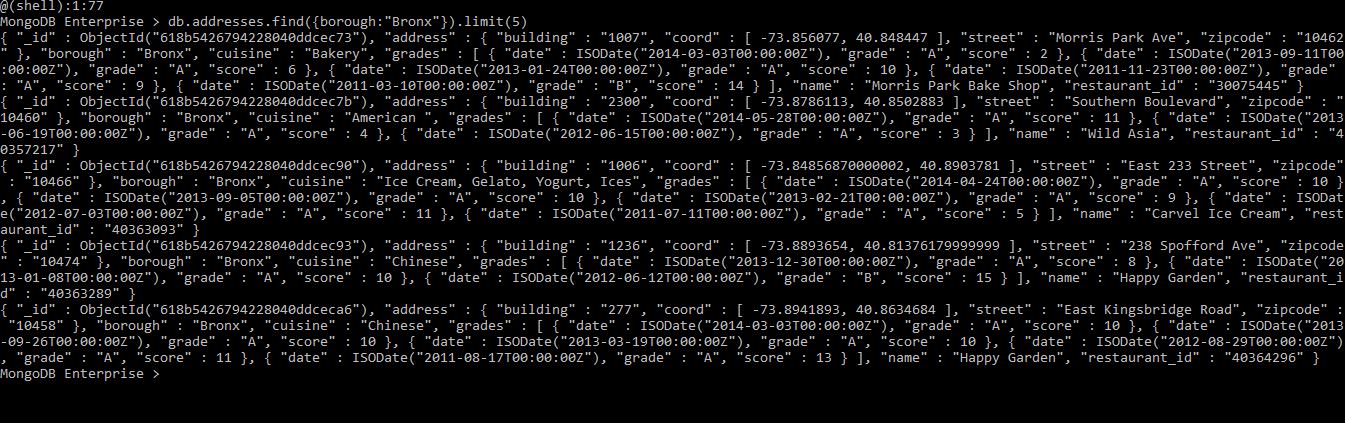 @(shell):1:77
MongoDB Enterprise > db.addresses.find({borough:"Bronx"}).limit(5)
{ "_id" : ObjectId("618b5426794228040ddcec73"), "address" : { "building" : "1007", "coord" : [ -73.856077, 40.848447 ], "street" : "Morris Park Ave", "zipcode" : "10462
" }, "borough" : "Bronx", "cuisine" : "Bakery", "grades" : [ { "date" : ISODate("2014-03-03T00:00:00Z"), "grade" : "A", "score" : 2 }, { "date" : ISODate("2013-09-11T00
:00:00Z"), "grade" : "A", "score" : 6 }, { "date" : ISODate("2013-01-24T00:00:00Z"), "grade" : "A", "score" : 10 }, { "date" : ISODate("2011-11-23T00:00:00Z"), "grade" :
"A", "score" : 9 }, { "date" : ISODate("2011-03-10T00:00:00Z"), "grade" : "B", "score" : 14 } ], "name" : "Morris Park Bake Shop", "restaurant_id" : "30075445" }
{ "_id" : ObjectId("618b5426794228040ddcec7b"), "address" : { "building" : "2300", "coord" : [ -73.8786113, 40.8502883 ], "street" : "Southern Boulevard", "zipcode" : "
10460" }, "borough" : "Bronx", "cuisine" : "American ", "grades" : [ { "date" : ISODate("2014-05-28T00:00:00Z"), "grade" : "A", "score" : 11 }, { "date" : ISODate("2013
-06-19T00:00:00Z"), "grade" : "A", "score" : 4 }, { "date" : ISODate("2012-06-15T00:00:00Z"), "grade" : "A", "score" : 3 } ], "name" : "Wild Asia", "restaurant_id" : "4
0357217" }
{ "_id" : ObjectId("618b5426794228040ddcec90"), "address" : { "building" : "1006", "coord" : [ -73.84856870000002, 40.8903781 ], "street" : "East 233 Street", "zipcode"
: "10466" }, "borough" : "Bronx", "cuisine" : "Ice Cream, Gelato, Yogurt, Ices", "grades" : [ { "date" : ISODate("2014-04-24T00:00:00Z"), "grade" : "A", "score" : 10 }
, { "date" : ISODate("2013-09-05T00:00:00Z"), "grade" : "A", "score" : 10 }, { "date" : ISODate("2013-02-21T00:00:00Z"), "grade" : "A", "score" : 9 }, { "date" : ISODat
e("2012-07-03T00:00:00Z"), "grade" : "A", "score" : 11 }, { "date" : ISODate("2011-07-11T00:00:00Z"), "grade" : "A", "score" : 5 } ], "name" : "Carvel Ice Cream", "rest
aurant_id" : "40363093" }
{ "_id" : ObjectId("618b5426794228040ddcec93"), "address" : { "building" : "1236", "coord" : [ -73.8893654, 40.81376179999999 ], "street" : "238 Spofford Ave", "zipcode
" : "10474" }, "borough" : "Bronx", "cuisine" : "Chinese", "grades" : [ { "date" : ISODate("2013-12-30T00:00:00Z"), "grade" : "A", "score" : 8 }, { "date" : ISODate("20
13-01-08T00:00:00Z"), "grade" : "A", "score" : 10 }, { "date" : ISODate("2012-06-12T00:00:00Z"), "grade" : "B", "score" : 15 } ], "name" : "Happy Garden", "restaurant_i
d" : "40363289" }
{ "_id" : ObjectId("618b5426794228040ddceca6"), "address" : { "building" : "277", "coord" : [ -73.8941893, 40.8634684 ], "street" : "East Kingsbridge Road", "zipcode" :
"10458" }, "borough" : "Bronx", "cuisine" : "Chinese", "grades" : [ { "date" : ISODate("2014-03-03T00:00:00Z"), "grade" : "A", "score" : 10 }, { "date" : ISODate("2013
-09-26T00:00:00Z"), "grade" : "A", "score" : 10 }, { "date" : ISODate("2013-03-19T00:00:00Z"), "grade" : "A", "score" : 10 }, { "date" : ISODate("2012-08-29T00:00:00Z")
, "grade" : "A", "score" : 11 }, { "date" : ISODate("2011-08-17T00:00:00Z"), "grade" : "A", "score" : 13 } ], "name" : "Happy Garden", "restaurant_id" : "40364296" }
MongoDB Enterprise >